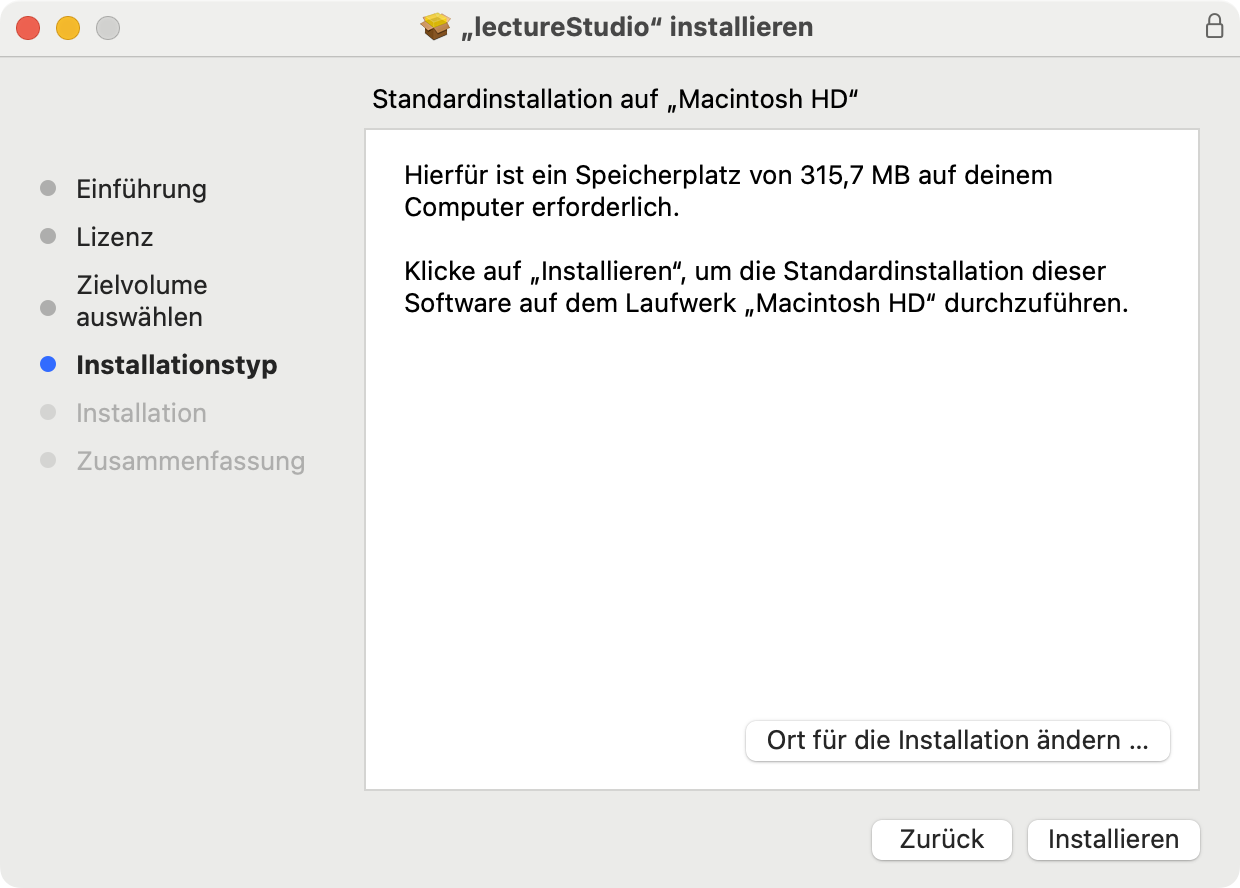 „lectureStudio“ installieren
Standardinstallation auf „Macintosh HD“
Einführung
Lizenz
Zielvolume
auswählen
Installationstyp
Installation
Zusammenfassung
Hierfür ist ein Speicherplatz von 315,7 MB auf deinem
Computer erforderlich.
Klicke auf „Installieren“, um die Standardinstallation dieser
Software auf dem Laufwerk „Macintosh HD“ durchzuführen.
Ort für die Installation ändern ...
Zurück
Installieren